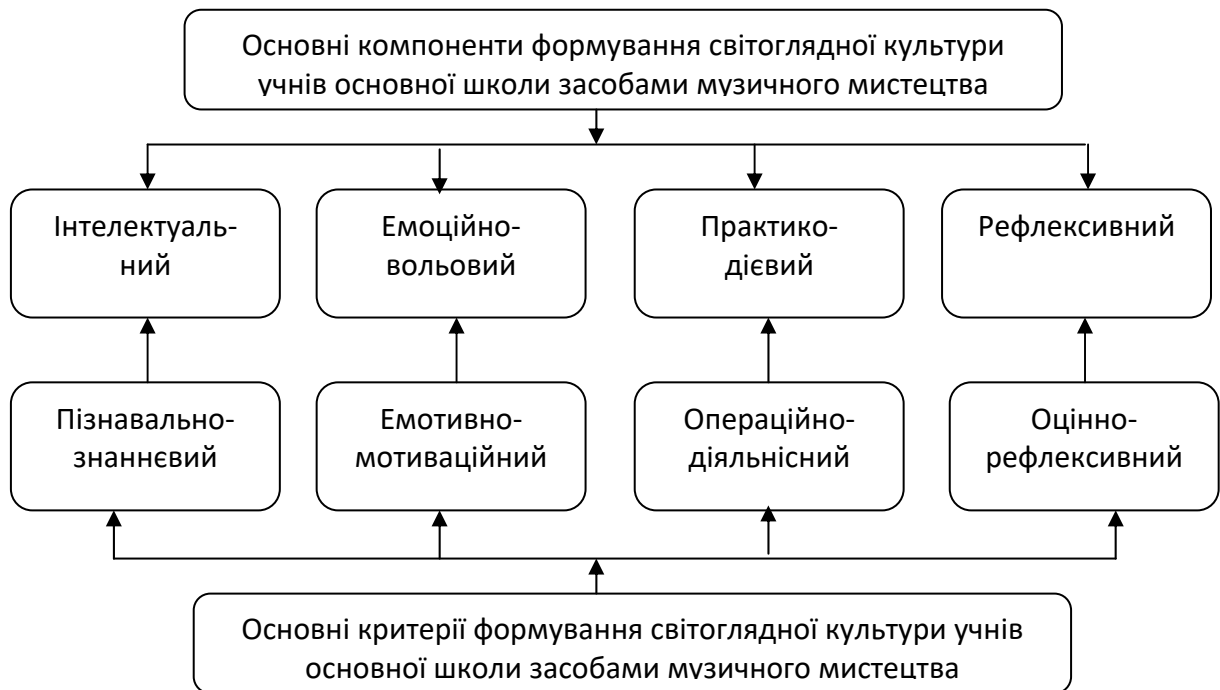 Основні компоненти формування світоглядної культури
учнів основної школи засобами музичного мистецтва
Інтелектуаль-
ний
Емоційно-
вольовий
Практико-
дієвий
Рефлексивний
Пізнавально-
знаннєвий
Емотивно-
мотиваційний
Операційно-
діяльнісний
Оцінно-
рефлексивний
Основні критерії формування світоглядної культури учнів
основної школи засобами музичного мистецтва